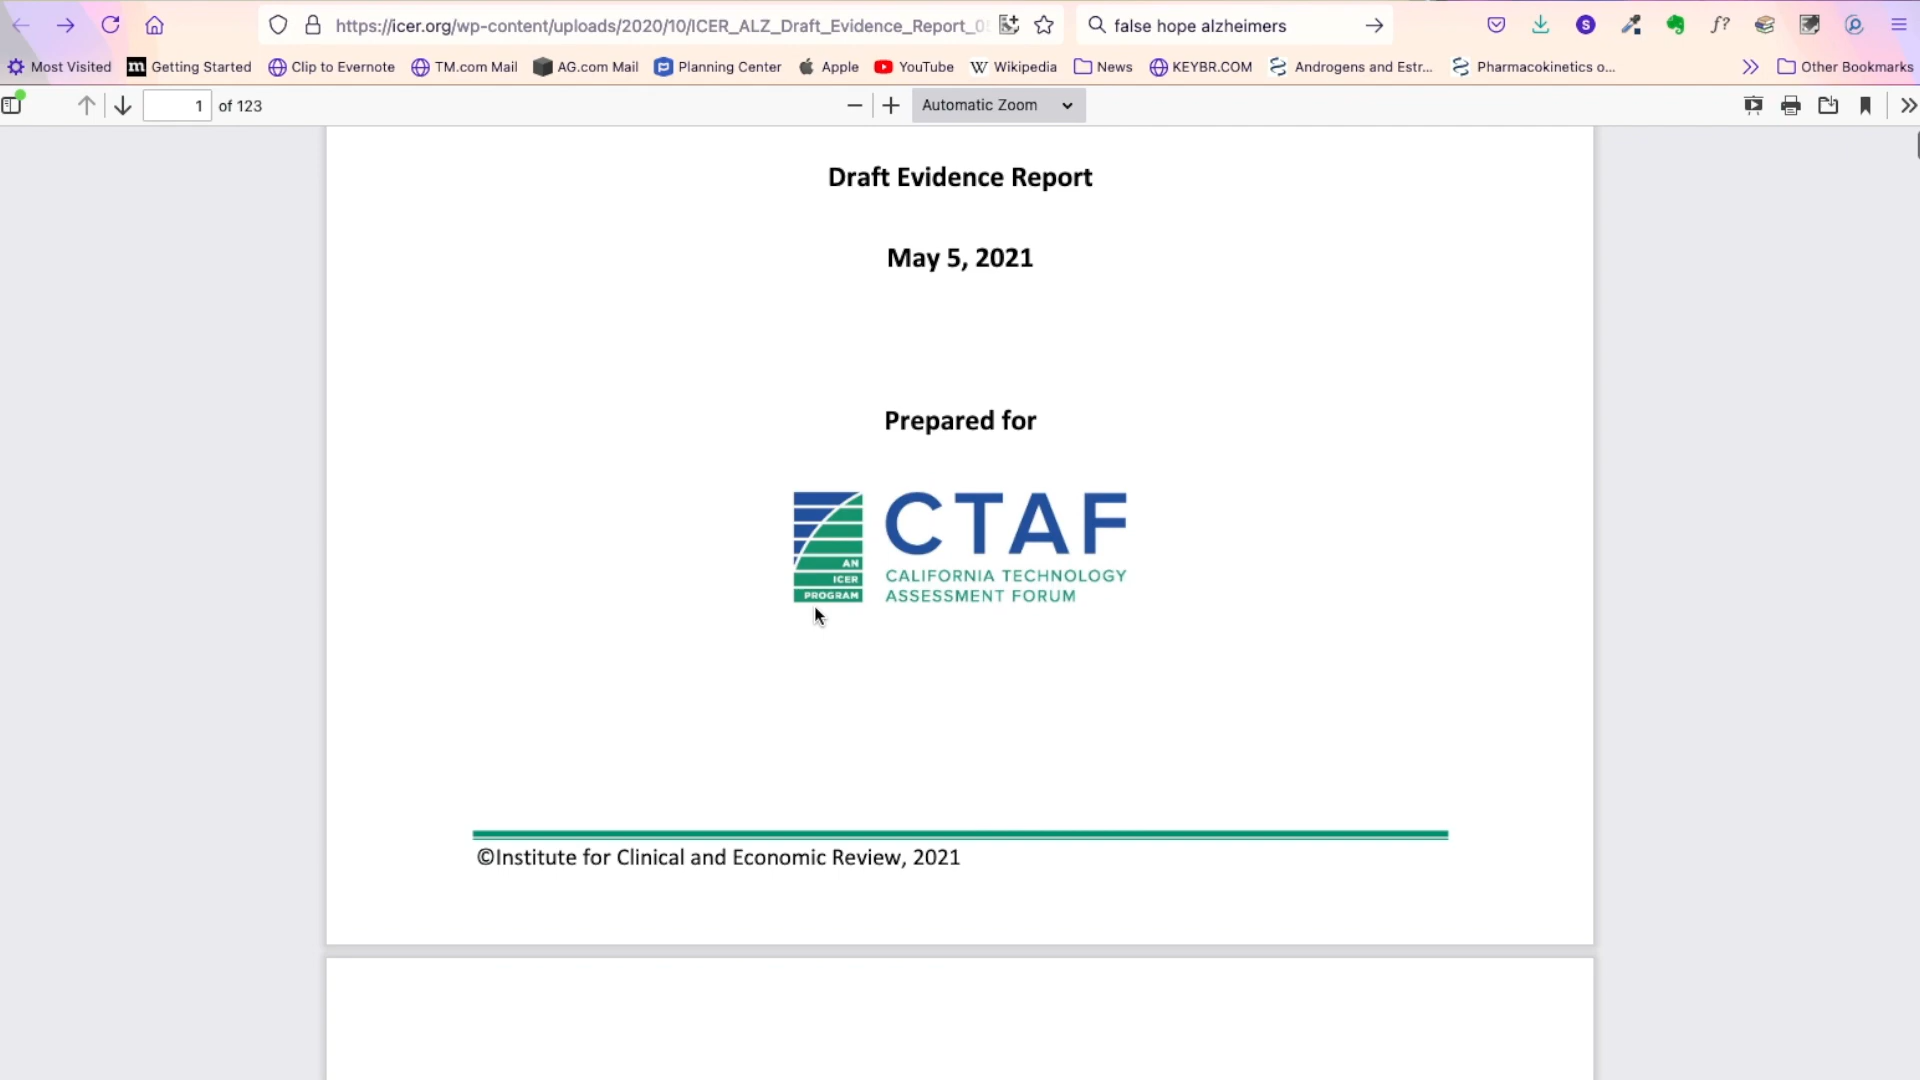 https://icer.org/wp-content/uploads/2020/10/ICER_ALZ_Draft_Evidence_Report_0
false hope alzheimers
S
f?
Most Visited
m Getting Started
Clip to Evernote
TM.com Mail
AG.com Mail
Planning Center
Apple
YouTube
W Wikipedia
News
KEYBR.COM
Androgens and Estr...
Pharmacokinetics o...
Other Bookmarks
1 of 123
Automatic Zoom
Draft Evidence Report
May 5, 2021
Prepared for
AN
ICER
PROGRAM
CTAF
CALIFORNIA TECHNOLOGY
ASSESSMENT FORUM
©Institute for Clinical and Economic Review, 2021